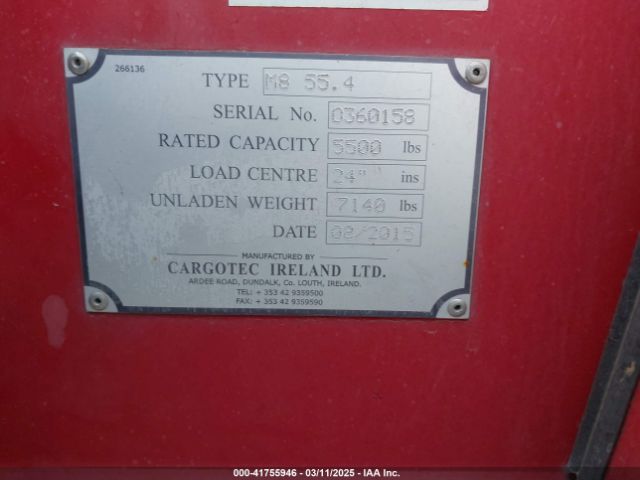 266136
TYPE M8 55.4
SERIAL No. 0360158
RATED CAPACITY 5500 lbs
LOAD CENTRE 24" ins
UNLADEN WEIGHT 7140 lbs
DATE 08/2015
MANUFACTURED BY
CARGOTEC IRELAND LTD.
ARDEE ROAD, DUNDALK, Co. LOUTH, IRELAND.
TEL: + 353 42 9359500
FAX: + 353 42 9359590
000-41755946 - 03/11/2025 - IAA Inc.